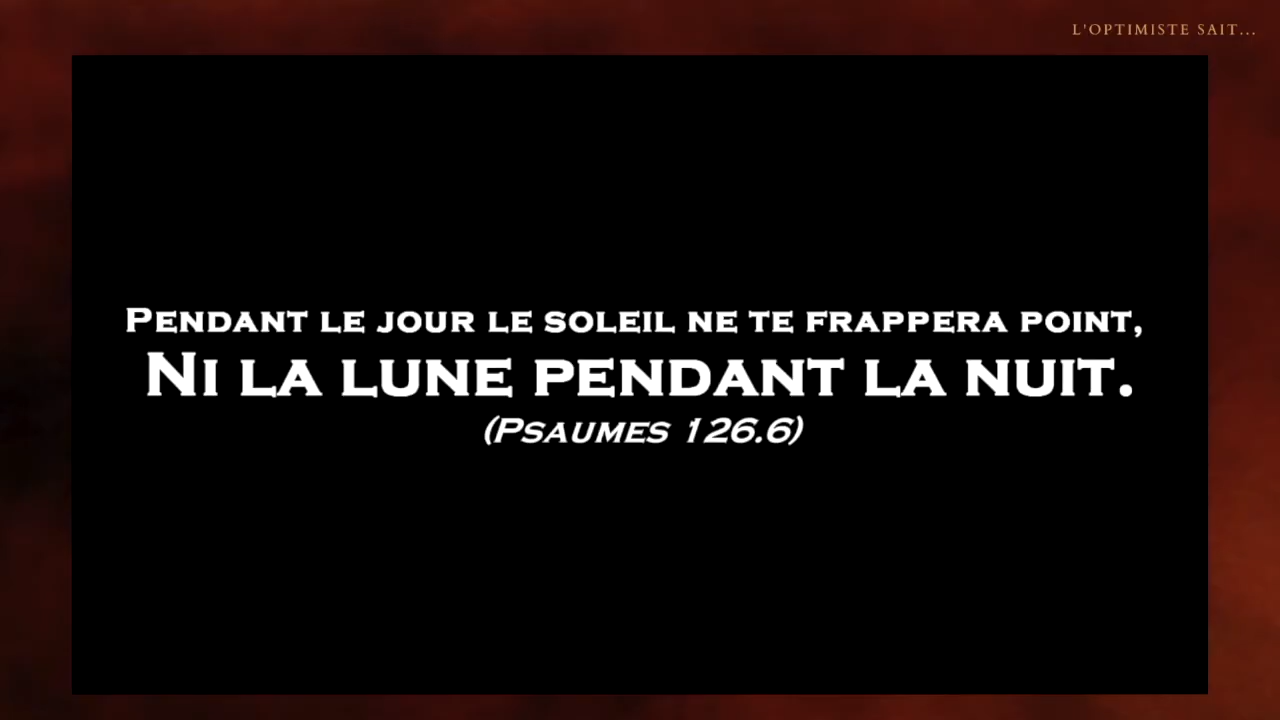 L'OPTIMISTE SAIT...
PENDANT LE JOUR LE SOLEIL NE TE FRAPPERA POINT,
NI LA LUNE PENDANT LA NUIT.
(PSAUMES 126.6)